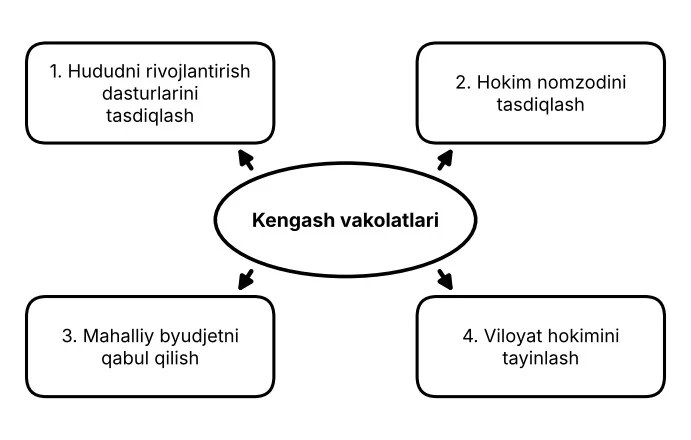 1. Hududni rivojlantirish
dasturlarini
tasdiqlash
2. Hokim nomzodini
tasdiqlash
Kengash vakolatlari
3. Mahalliy byudjetni
qabul qilish
4. Viloyat hokimini
tayinlash